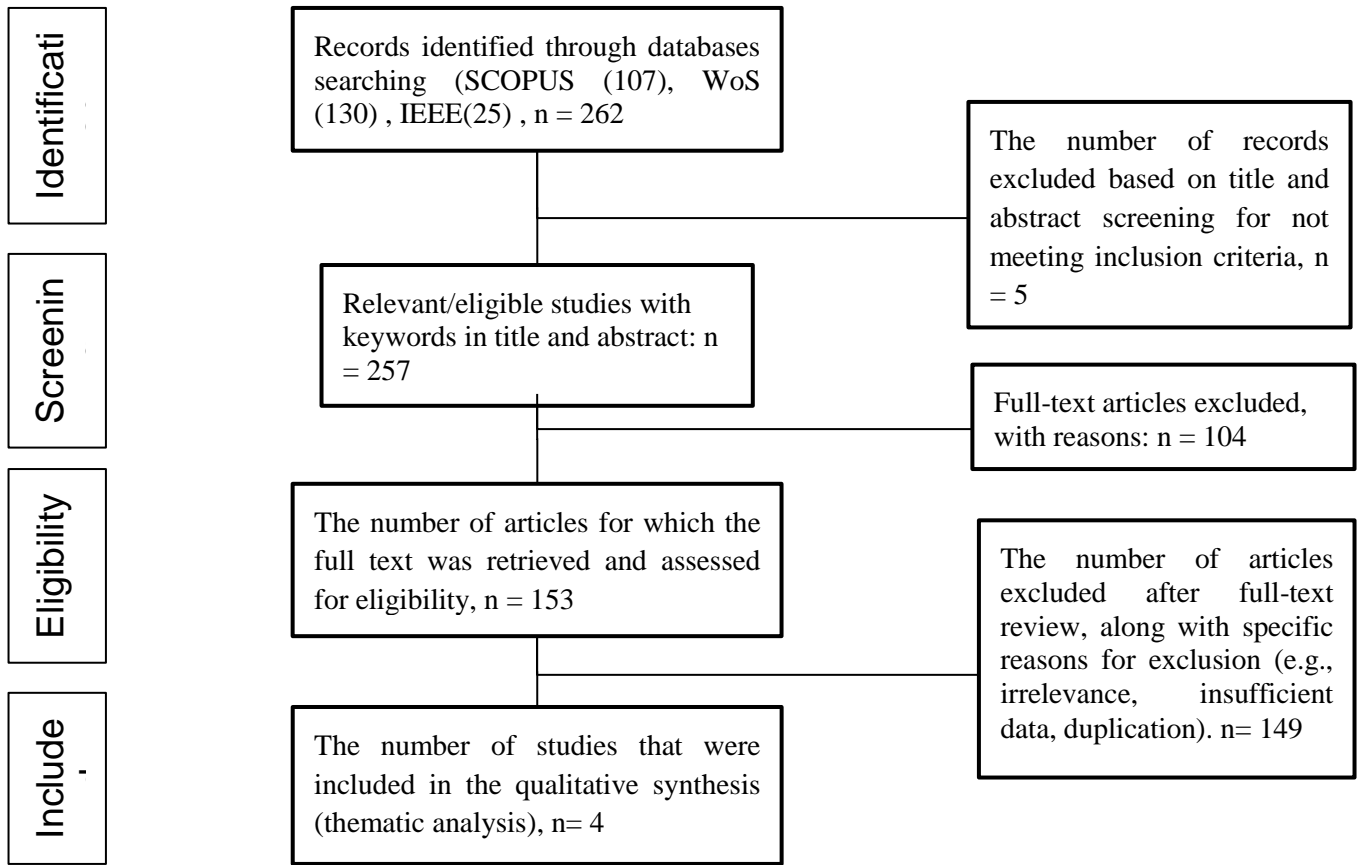 Identificati
Records identified through databases
searching (SCOPUS (107), WoS
(130) , IEEE(25) , n = 262
The number of records
excluded based on title and
abstract screening for not
meeting inclusion criteria, n
= 5
Screenin
Relevant/eligible studies with
keywords in title and abstract: n
= 257
Full-text articles excluded,
with reasons: n = 104
Eligibility
The number of articles for which the
full text was retrieved and assessed
for eligibility, n = 153
The number of articles
excluded after full-text
review, along with specific
reasons for exclusion (e.g.,
irrelevance, insufficient
data, duplication). n= 149
Include
The number of studies that were
included in the qualitative synthesis
(thematic analysis), n= 4